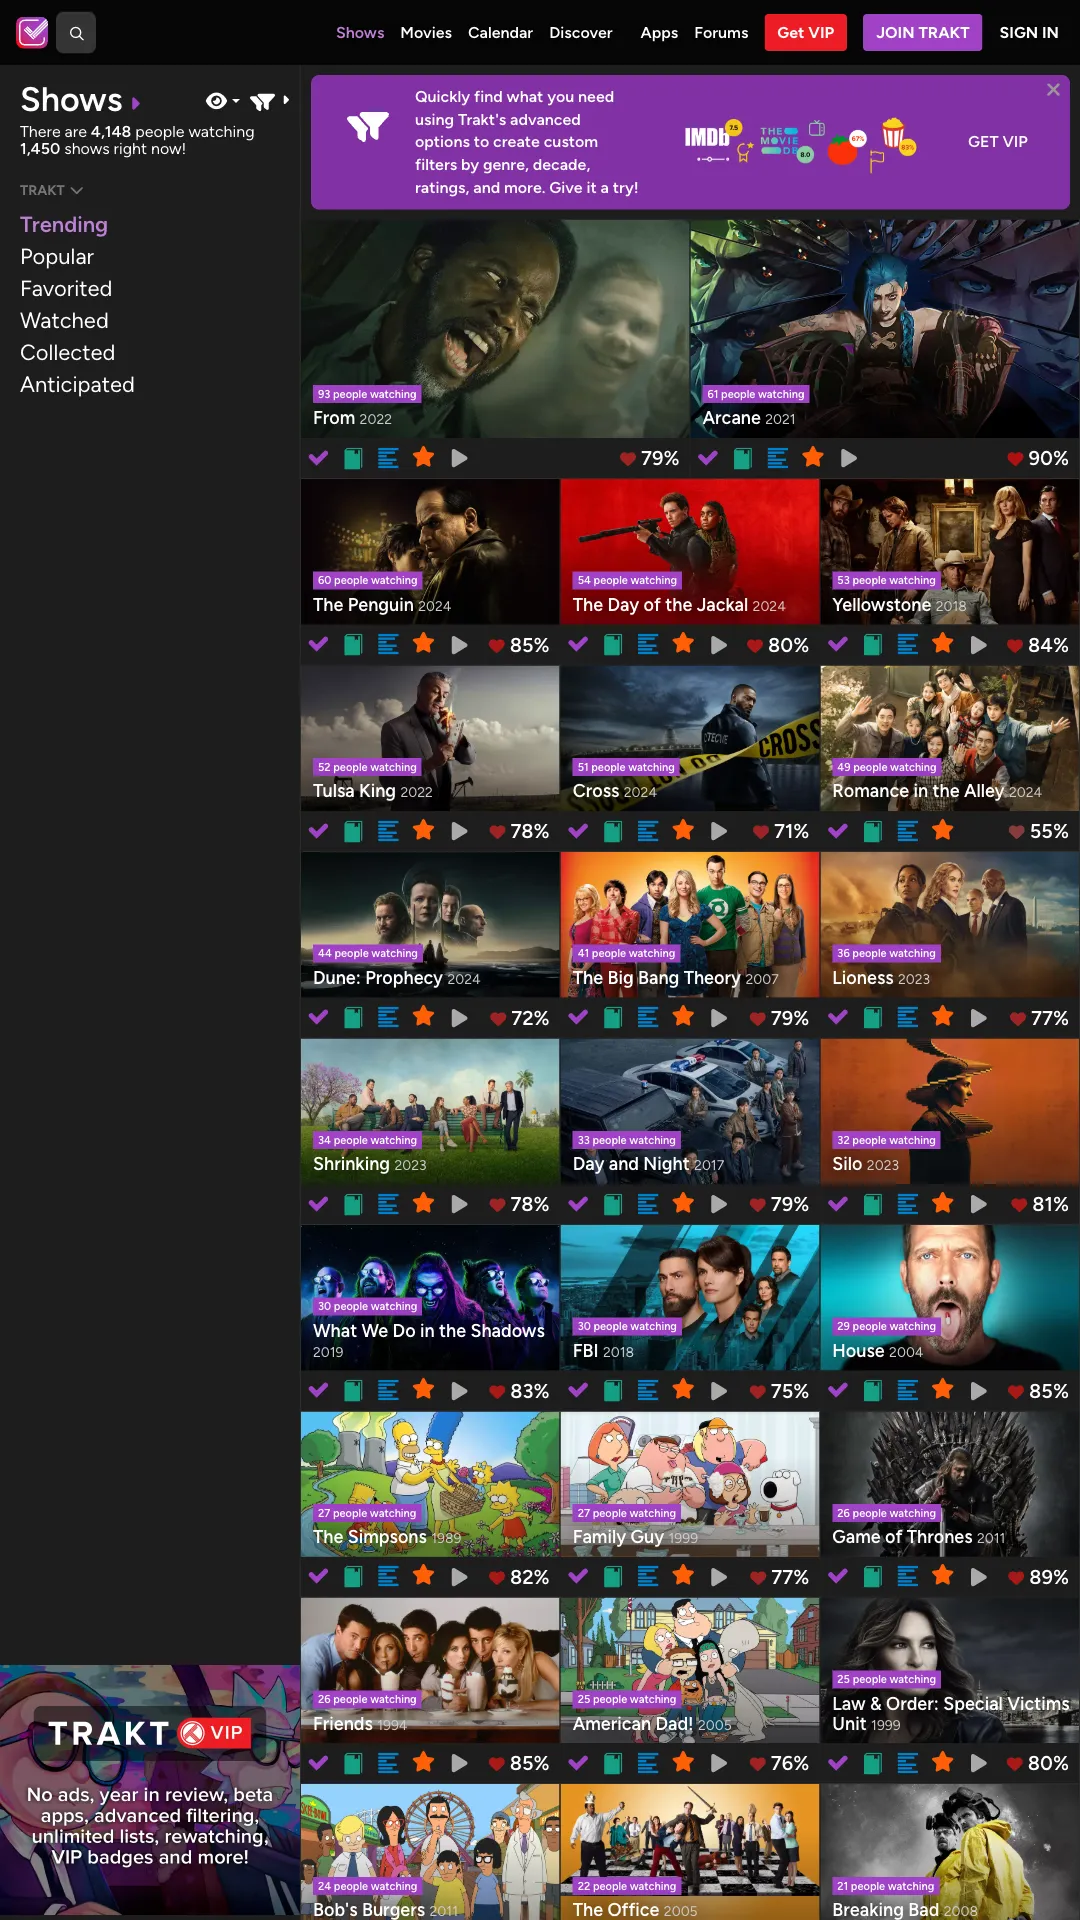 Shows
Movies
Calendar
Discover
Apps
Forums
Get VIP
JOIN TRAKT
SIGN IN
Shows
There are 4,148 people watching
1,450 shows right now!
TRAKT
Trending
Popular
Favorited
Watched
Collected
Anticipated
Quickly find what you need
using Trakt's advanced
options to create custom
filters by genre, decade,
ratings, and more. Give it a try!
IMDb
7.5
THE
MOVIE
DB
8.0
67%
83%
GET VIP
93 people watching
From 2022
79%
61 people watching
Arcane 2021
90%
60 people watching
The Penguin 2024
85%
54 people watching
The Day of the Jackal 2024
80%
53 people watching
Yellowstone 2018
84%
52 people watching
Tulsa King 2022
78%
CROSS
51 people watching
Cross 2024
71%
49 people watching
Romance in the Alley 2024
55%
44 people watching
Dune: Prophecy 2024
72%
41 people watching
The Big Bang Theory 2007
79%
36 people watching
Lioness 2023
77%
34 people watching
Shrinking 2023
78%
33 people watching
Day and Night 2017
79%
32 people watching
Silo 2023
81%
30 people watching
What We Do in the Shadows
2019
83%
30 people watching
FBI 2018
75%
29 people watching
House 2004
85%
27 people watching
The Simpsons 1989
82%
27 people watching
Family Guy 1999
77%
26 people watching
Game of Thrones 2011
89%
26 people watching
Friends 1994
85%
25 people watching
American Dad! 2005
76%
25 people watching
Law & Order: Special Victims
Unit 1999
80%
TRAKT VIP
No ads, year in review, beta
apps, advanced filtering,
unlimited lists, rewatching,
VIP badges and more!
24 people watching
Bob's Burgers 2011
22 people watching
The Office 2005
21 people watching
Breaking Bad 2008